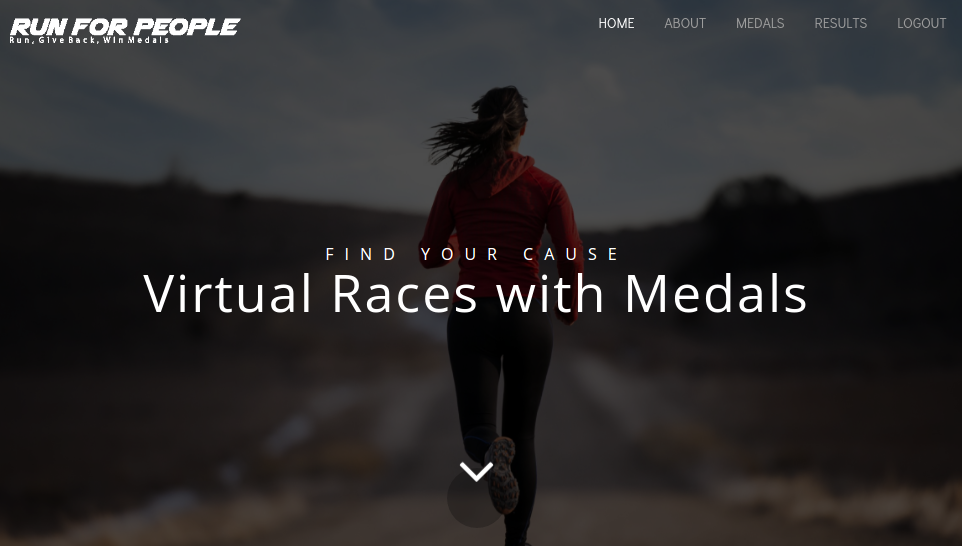 RUN FOR PEOPLE
Run, Give Back, Win Medals
HOME ABOUT MEDALS RESULTS LOGOUT
FIND YOUR CAUSE
Virtual Races with Medals